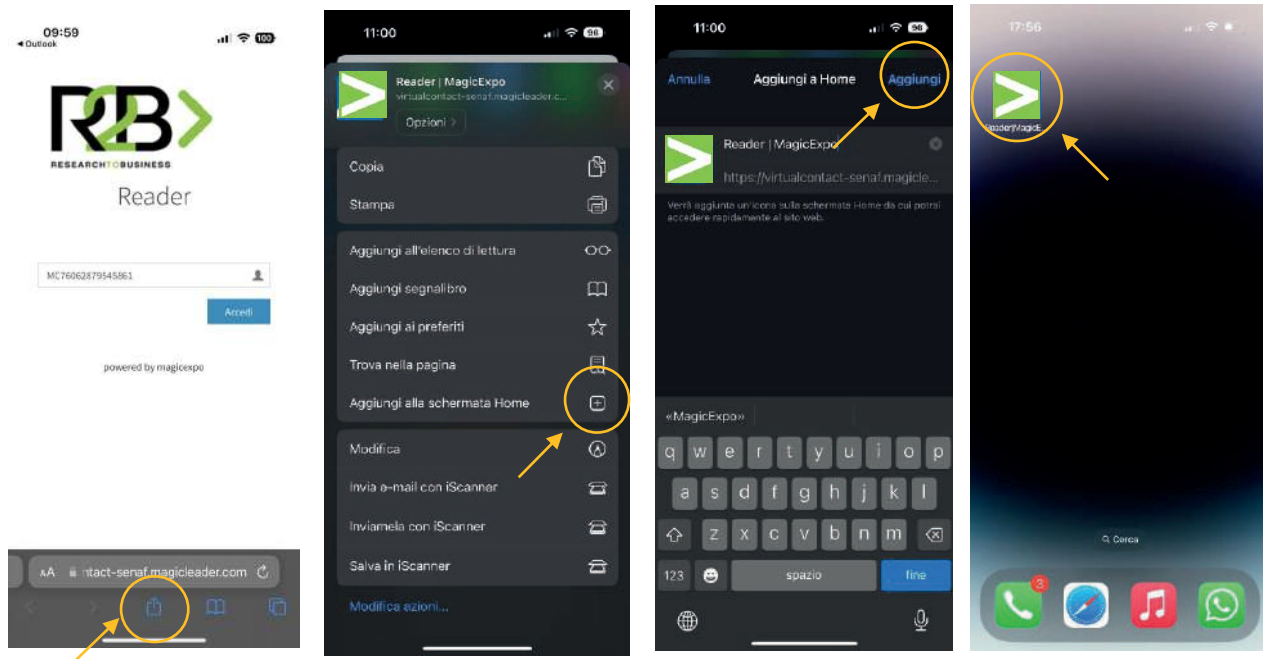 09:59
◄ Outlook
100
R2B
RESEARCHTOBUSINESS
Reader
MC76062879545861
Accedi
powered by magicexpo
AA ntact-senaf.magicleader.com
11:00
98
Reader | MagicExpo
virtualcontact-senaf.magicleader.c...
Opzioni >
Copia
Stampa
Aggiungi all'elenco di lettura
Aggiungi segnalibro
Aggiungi ai preferiti
Trova nella pagina
Aggiungi alla schermata Home
Modifica
Invia e-mail con iScanner
Inviamela con iScanner
Salva in iScanner
Modifica azioni...
11:00
98
Annulla Aggiungi a Home Aggiungi
Reader | MagicExpo
https://virtualcontact-senaf.magicle...
Verrà aggiunta un'icona sulla schermata Home da cui potrai
accedere rapidamente al sito web.
«MagicExpo»
q w e r t y u i o p
a s d f g h j k l
z x c v b n m
123 spazio fine
17:56
Reader|MagicE...
Cerca
3